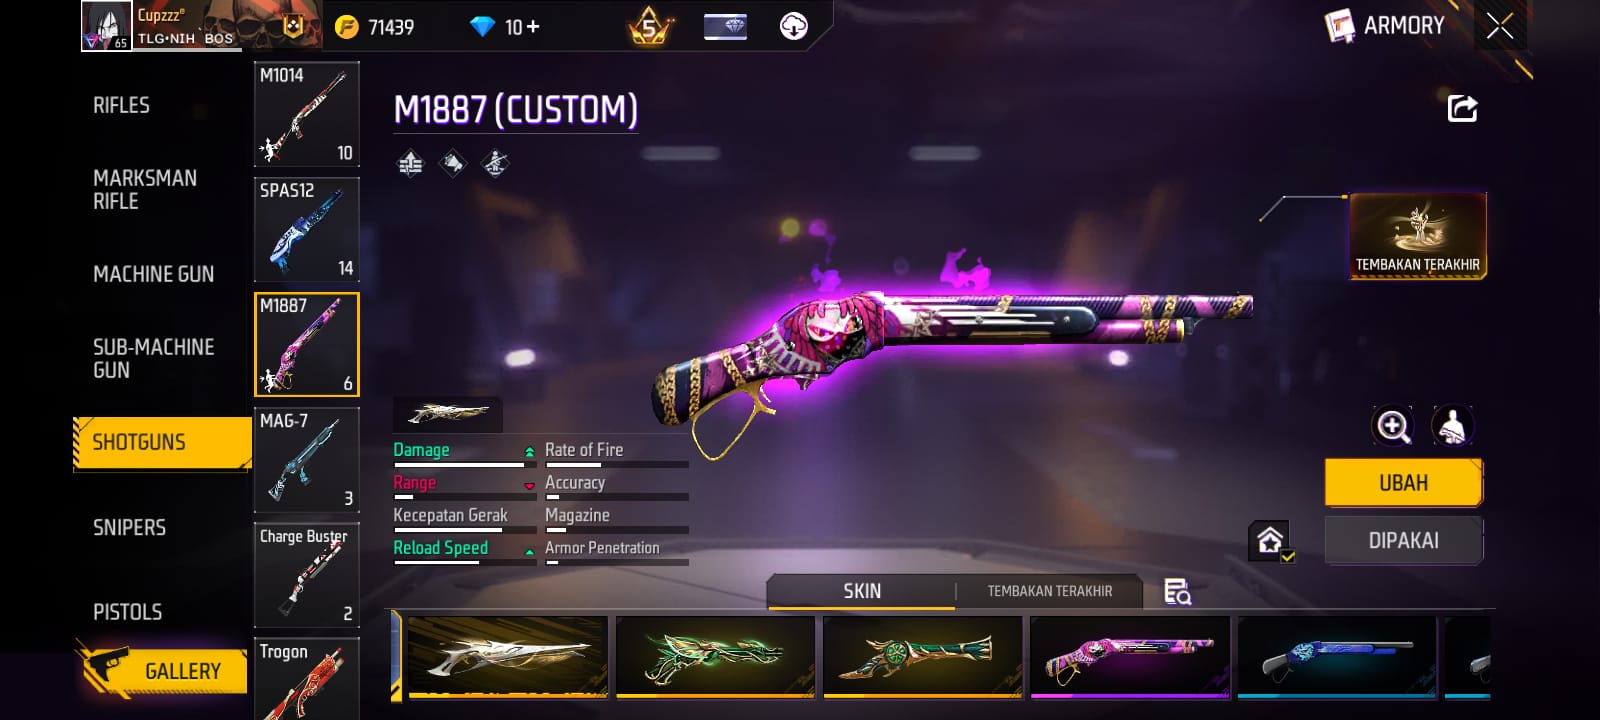 Cupzzz®
65
TLG•NIH`BOS
71439
10 +
5
ARMORY
RIFLES
MARKSMAN
RIFLE
MACHINE GUN
SUB-MACHINE
GUN
SHOTGUNS
SNIPERS
PISTOLS
GALLERY
M1014
10
SPAS12
14
M1887
6
MAG-7
3
Charge Buster
2
Trogon
M1887 (CUSTOM)
TEMBAKAN TERAKHIR
Damage
Rate of Fire
Range
Accuracy
Kecepatan Gerak
Magazine
Reload Speed
Armor Penetration
UBAH
DIPAKAI
SKIN
TEMBAKAN TERAKHIR